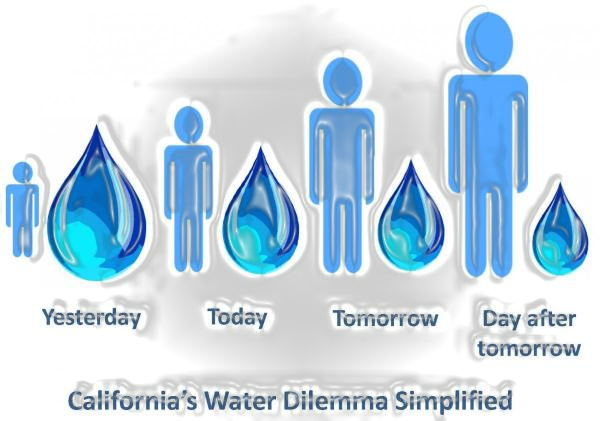 Yesterday
Today
Tomorrow
Day after
tomorrow
California's Water Dilemma Simplified